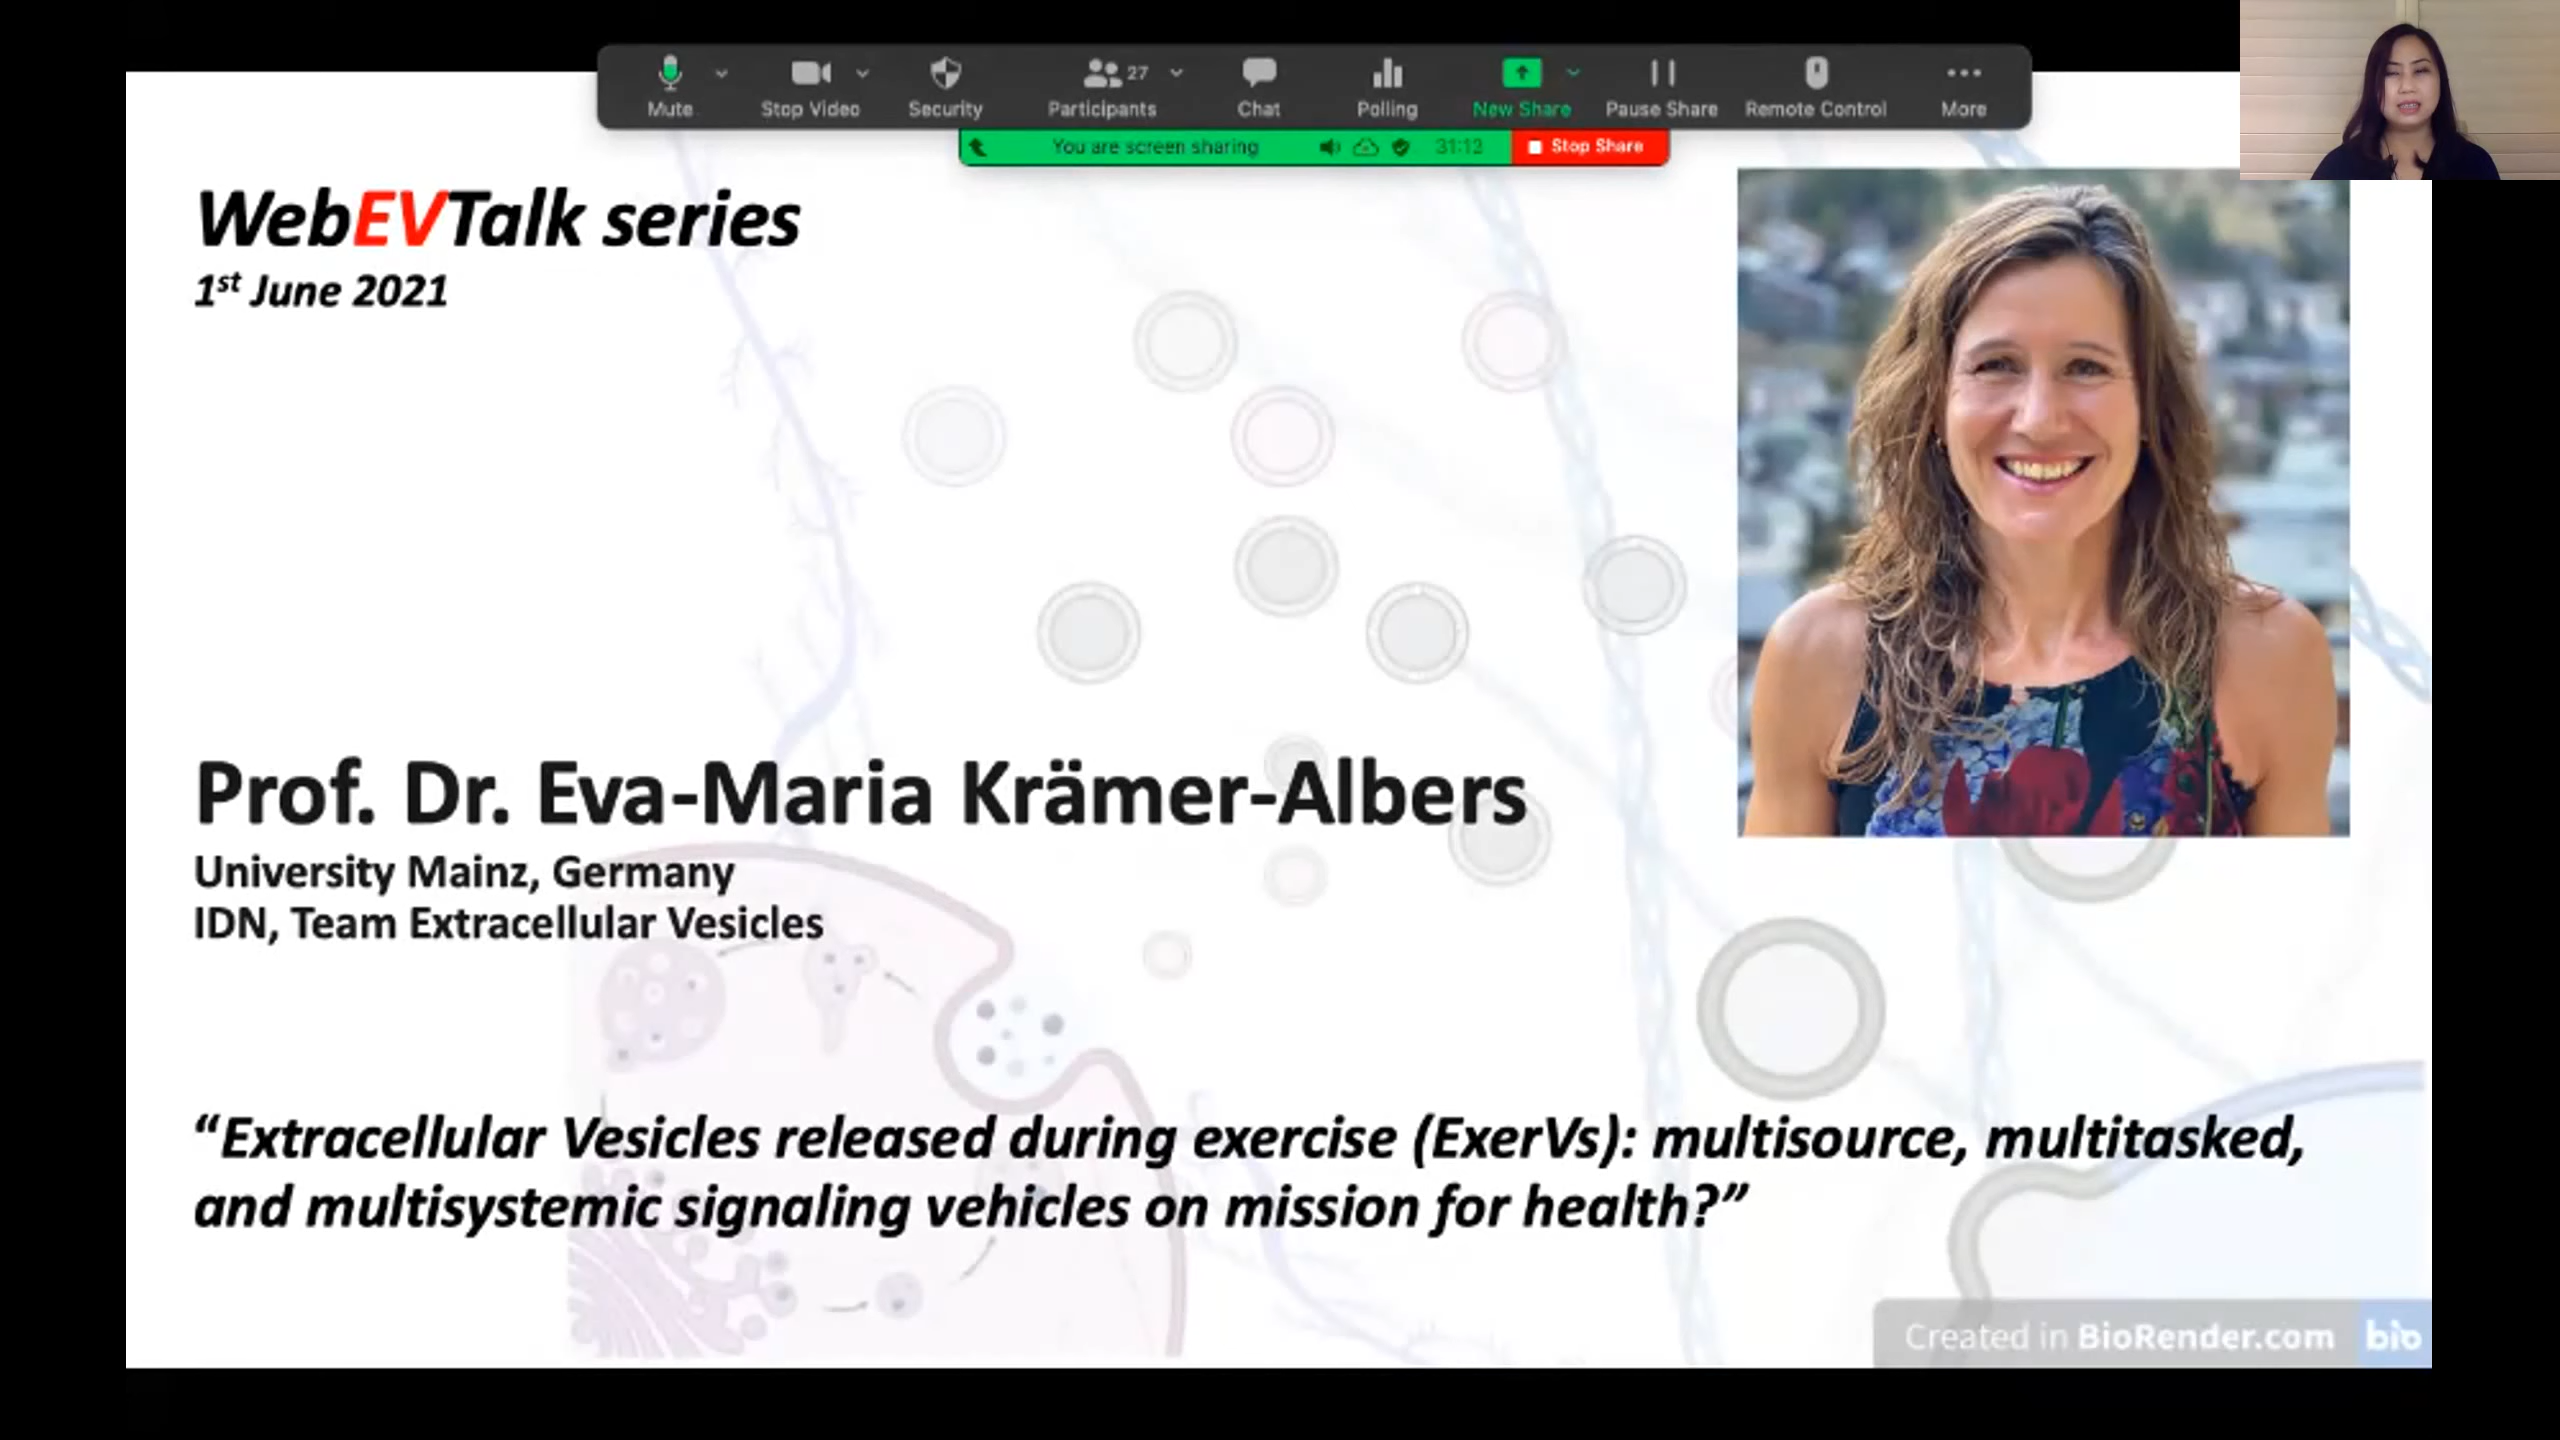 27
Mute
Stop Video
Security
Participants
Chat
Polling
New Share
Pause Share
Remote Control
More
You are screen sharing
31:13
Stop Share
WebEVTalk series
1st June 2021
Prof. Dr. Eva-Maria Krämer-Albers
University Mainz, Germany
IDN, Team Extracellular Vesicles
“Extracellular Vesicles released during exercise (ExerVs): multisource, multitasked,
and multisystemic signaling vehicles on mission for health?”
Created in BioRender.com bio